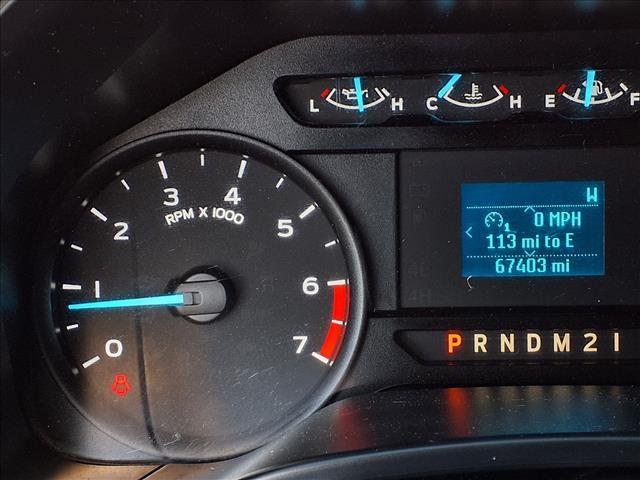 L H C H E F
0 1 2 3 4 5 6 7
RPM X 1000
W
1 0 MPH
113 mi to E
67403 mi
P R N D M 2 1